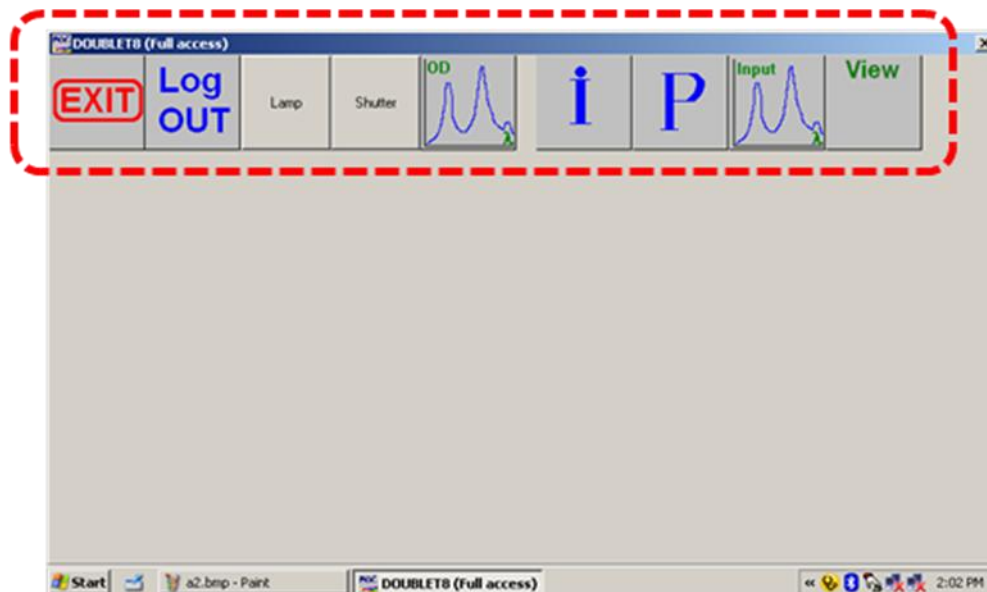 DOUBLET8 (Full access)
EXIT
Log
OUT
Lamp
Shutter
OD
λ
i
P
Input
λ
View
Start
a2.bmp - Paint
DOUBLET8 (Full access)
« 2:02 PM